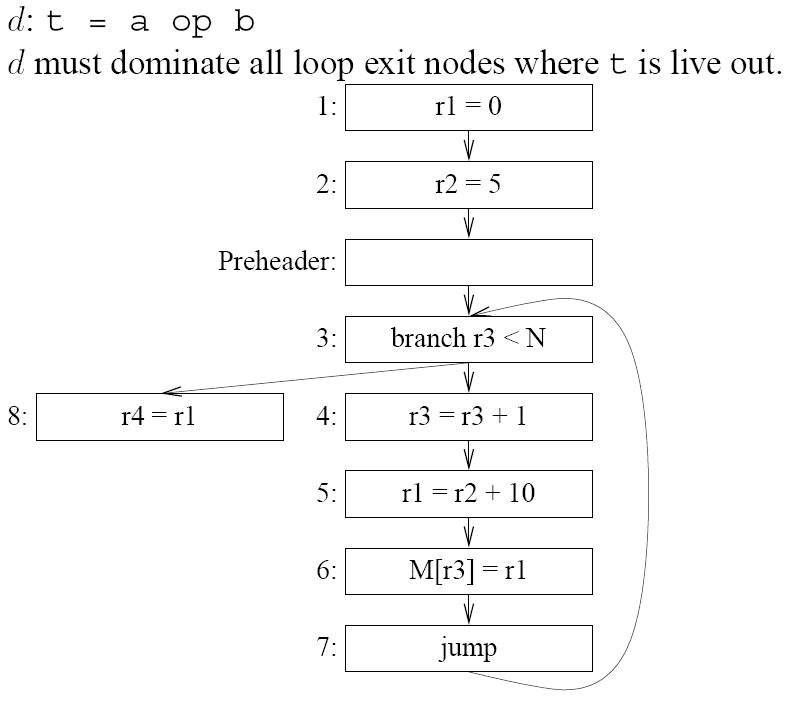 d: t = a op b
d must dominate all loop exit nodes where t is live out.
1: r1 = 0
2: r2 = 5
Preheader:
3: branch r3 < N
8: r4 = r1
4: r3 = r3 + 1
5: r1 = r2 + 10
6: M[r3] = r1
7: jump